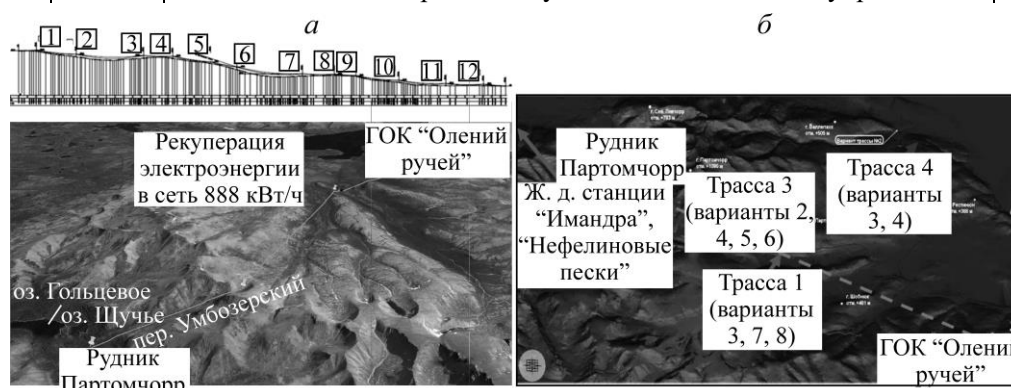 а
б
1 2 3 4 5 6 7 8 9 10 11 12
Рекуперация
электроэнергии
в сеть 888 кВт/ч
ГОК “Олений
ручей”
оз. Гольцевое
/оз. Щучье
пер. Умбозерский
Рудник
Партомчорр
Рудник
Партомчорр
Ж. д. станции
“Имандра”,
“Нефелиновые
пески”
Трасса 3
(варианты 2,
4, 5, 6)
Трасса 4
(варианты
3, 4)
Трасса 1
(варианты
3, 7, 8)
ГОК “Олений
ручей”